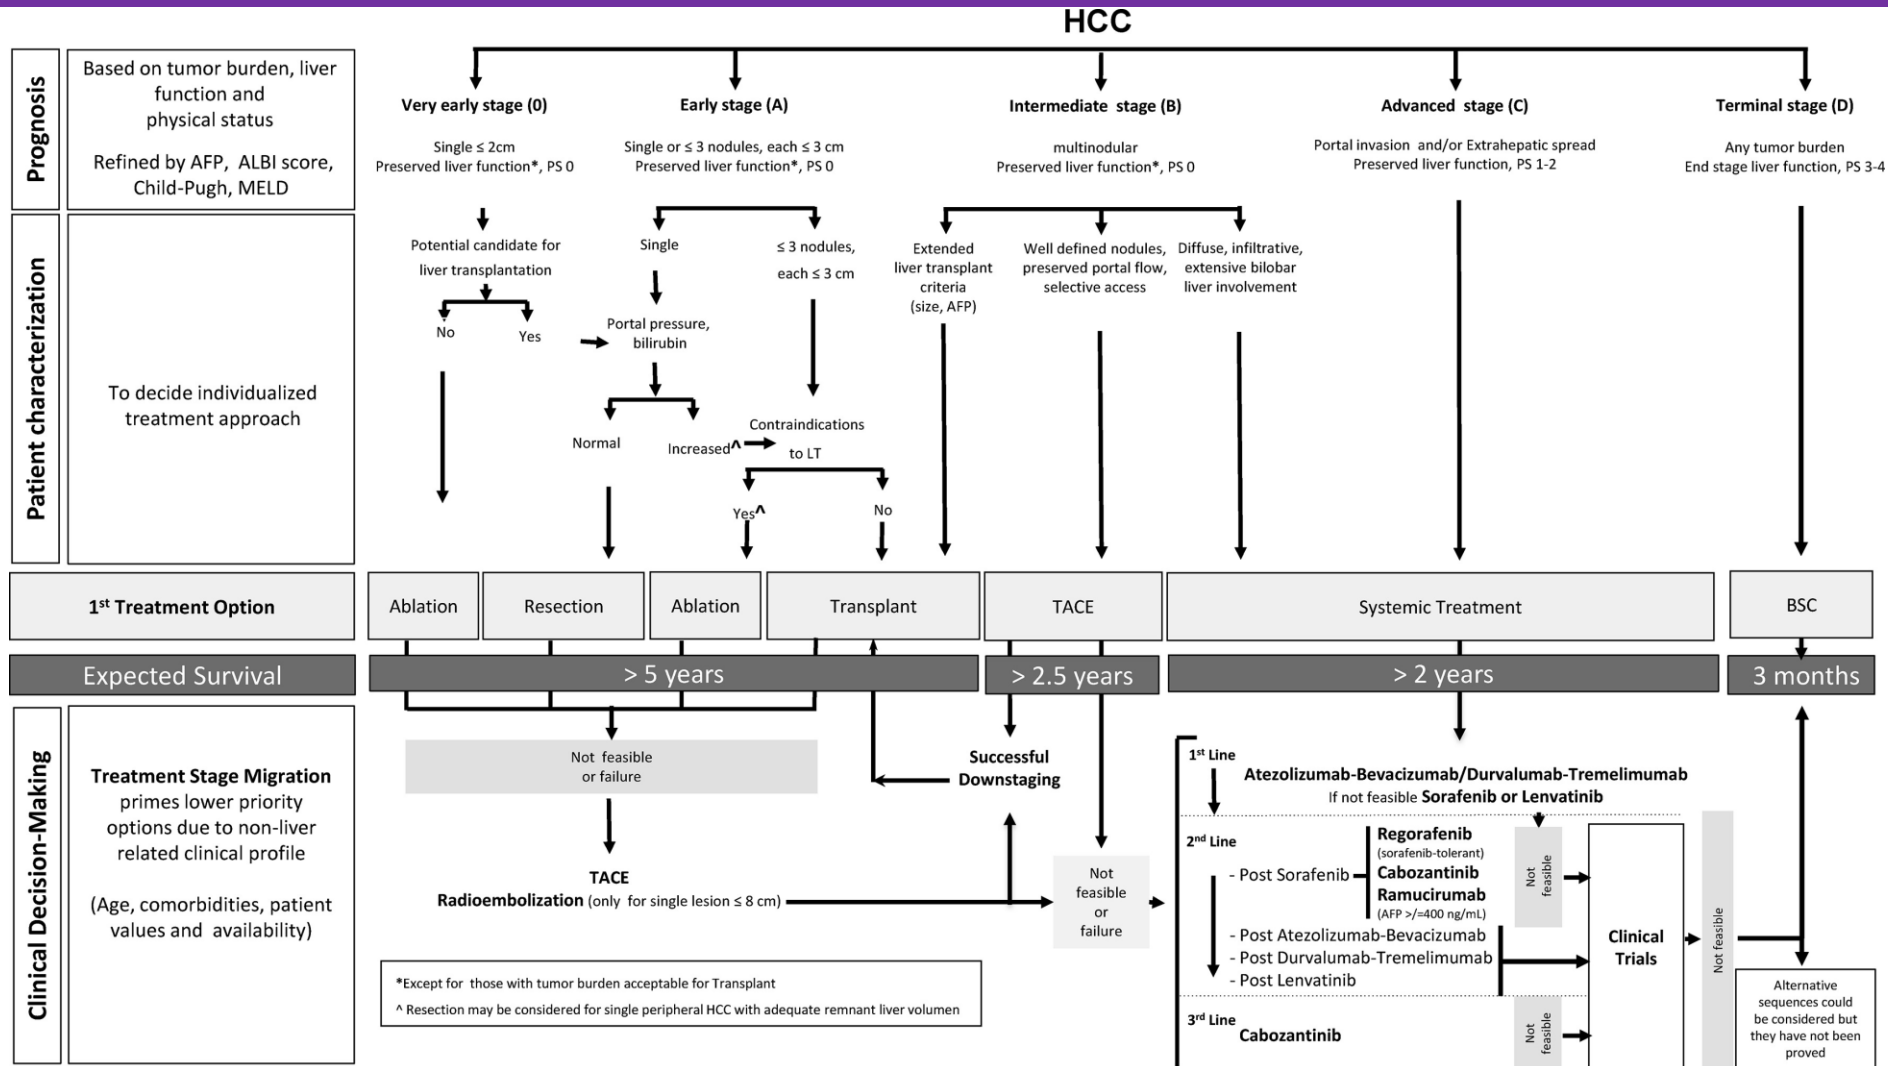 HCC
Prognosis
Based on tumor burden, liver
function and
physical status
Refined by AFP, ALBI score,
Child-Pugh, MELD
Very early stage (0)
Single ≤ 2cm
Preserved liver function*, PS 0
Early stage (A)
Single or ≤ 3 nodules, each ≤ 3 cm
Preserved liver function*, PS 0
Intermediate stage (B)
multinodular
Preserved liver function*, PS 0
Advanced stage (C)
Portal invasion and/or Extrahepatic spread
Preserved liver function, PS 1-2
Terminal stage (D)
Any tumor burden
End stage liver function, PS 3-4
Patient characterization
To decide individualized
treatment approach
Potential candidate for
liver transplantation
No
Yes
Single
Portal pressure,
bilirubin
Normal
Increased^
≤ 3 nodules,
each ≤ 3 cm
Contraindications
to LT
Yes^
No
Extended
liver transplant
criteria
(size, AFP)
Well defined nodules,
preserved portal flow,
selective access
Diffuse, infiltrative,
extensive bilobar
liver involvement
1st Treatment Option
Ablation
Resection
Ablation
Transplant
TACE
Systemic Treatment
BSC
Expected Survival
> 5 years
> 2.5 years
> 2 years
3 months
Clinical Decision-Making
Treatment Stage Migration
primes lower priority
options due to non-liver
related clinical profile
(Age, comorbidities, patient
values and availability)
Not feasible
or failure
TACE
Radioembolization (only for single lesion ≤ 8 cm)
Successful
Downstaging
Not
feasible
or
failure
1st Line
Atezolizumab-Bevacizumab/Durvalumab-Tremelimumab
If not feasible Sorafenib or Lenvatinib
2nd Line
- Post Sorafenib
Regorafenib
(sorafenib-tolerant)
Cabozantinib
Ramucirumab
(AFP >/=400 ng/mL)
Not
feasible
- Post Atezolizumab-Bevacizumab
- Post Durvalumab-Tremelimumab
- Post Lenvatinib
3rd Line
Cabozantinib
Not
feasible
Clinical
Trials
Not feasible
Alternative
sequences could
be considered but
they have not been
proved
*Except for those with tumor burden acceptable for Transplant
^ Resection may be considered for single peripheral HCC with adequate remnant liver volumen